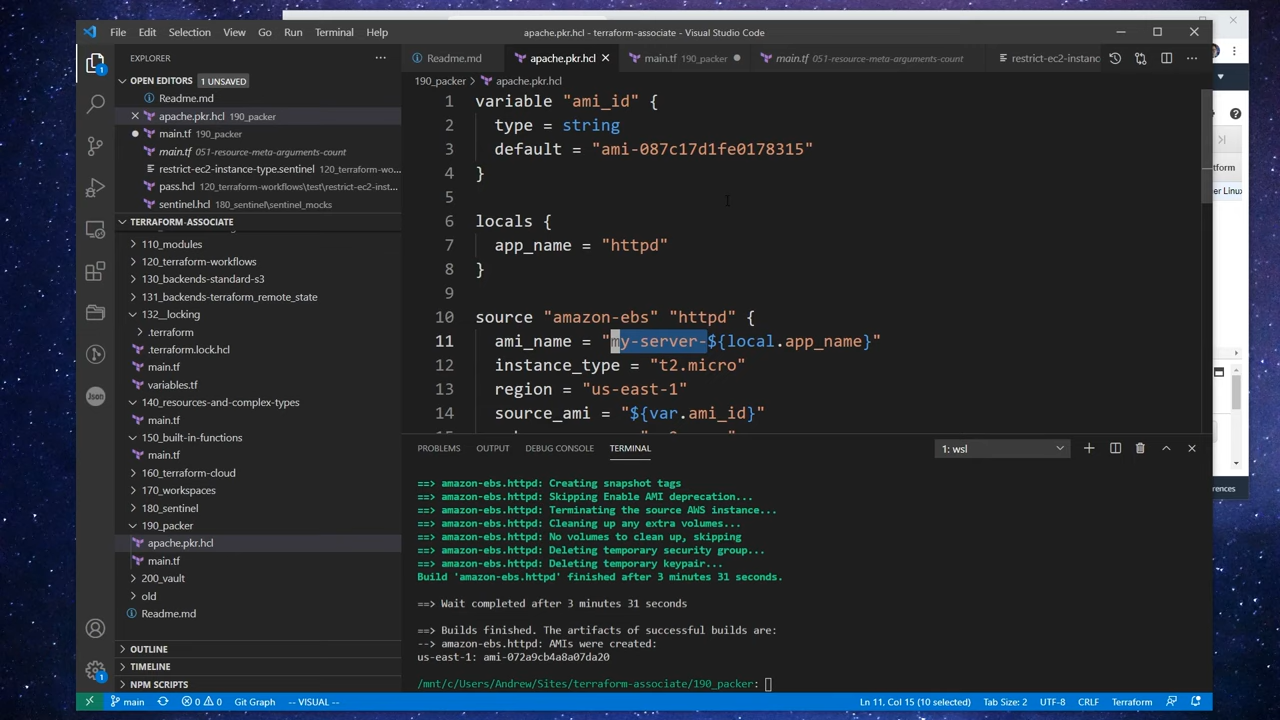 File Edit Selection View Go Run Terminal Help
apache.pkr.hcl - terraform-associate - Visual Studio Code
EXPLORER
OPEN EDITORS 1 UNSAVED
Readme.md
apache.pkr.hcl 190_packer
main.tf 190_packer
main.tf 051-resource-meta-arguments-count
restrict-ec2-instance-type.sentinel 120_terraform-wo...
pass.hcl 120_terraform-workflows\test\restrict-ec2-inst...
sentinel.hcl 180_sentinel\sentinel_mocks
TERRAFORM-ASSOCIATE
110_modules
120_terraform-workflows
130_backends-standard-s3
131_backends-terraform_remote_state
132__locking
.terraform
.terraform.lock.hcl
main.tf
variables.tf
140_resources-and-complex-types
main.tf
150_built-in-functions
main.tf
160_terraform-cloud
170_workspaces
180_sentinel
190_packer
apache.pkr.hcl
main.tf
200_vault
old
Readme.md
OUTLINE
TIMELINE
NPM SCRIPTS
Readme.md apache.pkr.hcl main.tf 190_packer main.tf 051-resource-meta-arguments-count restrict-ec2-instanc
190_packer > apache.pkr.hcl
1 variable "ami_id" {
2 type = string
3 default = "ami-087c17d1fe0178315"
4 }
5
6 locals {
7 app_name = "httpd"
8 }
9
10 source "amazon-ebs" "httpd" {
11 ami_name = "my-server-${local.app_name}"
12 instance_type = "t2.micro"
13 region = "us-east-1"
14 source_ami = "${var.ami_id}"
PROBLEMS OUTPUT DEBUG CONSOLE TERMINAL 1: wsl
==> amazon-ebs.httpd: Creating snapshot tags
==> amazon-ebs.httpd: Skipping Enable AMI deprecation...
==> amazon-ebs.httpd: Terminating the source AWS instance...
==> amazon-ebs.httpd: Cleaning up any extra volumes...
==> amazon-ebs.httpd: No volumes to clean up, skipping
==> amazon-ebs.httpd: Deleting temporary security group...
==> amazon-ebs.httpd: Deleting temporary keypair...
Build 'amazon-ebs.httpd' finished after 3 minutes 31 seconds.
==> Wait completed after 3 minutes 31 seconds
==> Builds finished. The artifacts of successful builds are:
--> amazon-ebs.httpd: AMIs were created:
us-east-1: ami-072a9cb4a8a07da20
/mnt/c/Users/Andrew/Sites/terraform-associate/190_packer:
main 0 0 Git Graph -- VISUAL -- Ln 11, Col 15 (10 selected) Tab Size: 2 UTF-8 CRLF Terraform
tform
er Linux
rences
Json
1
1